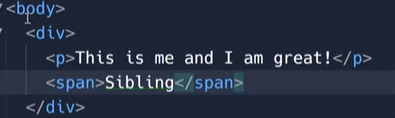 <body>
<div>
<p>This is me and I am great!</p>
<span>Sibling</span>
</div>